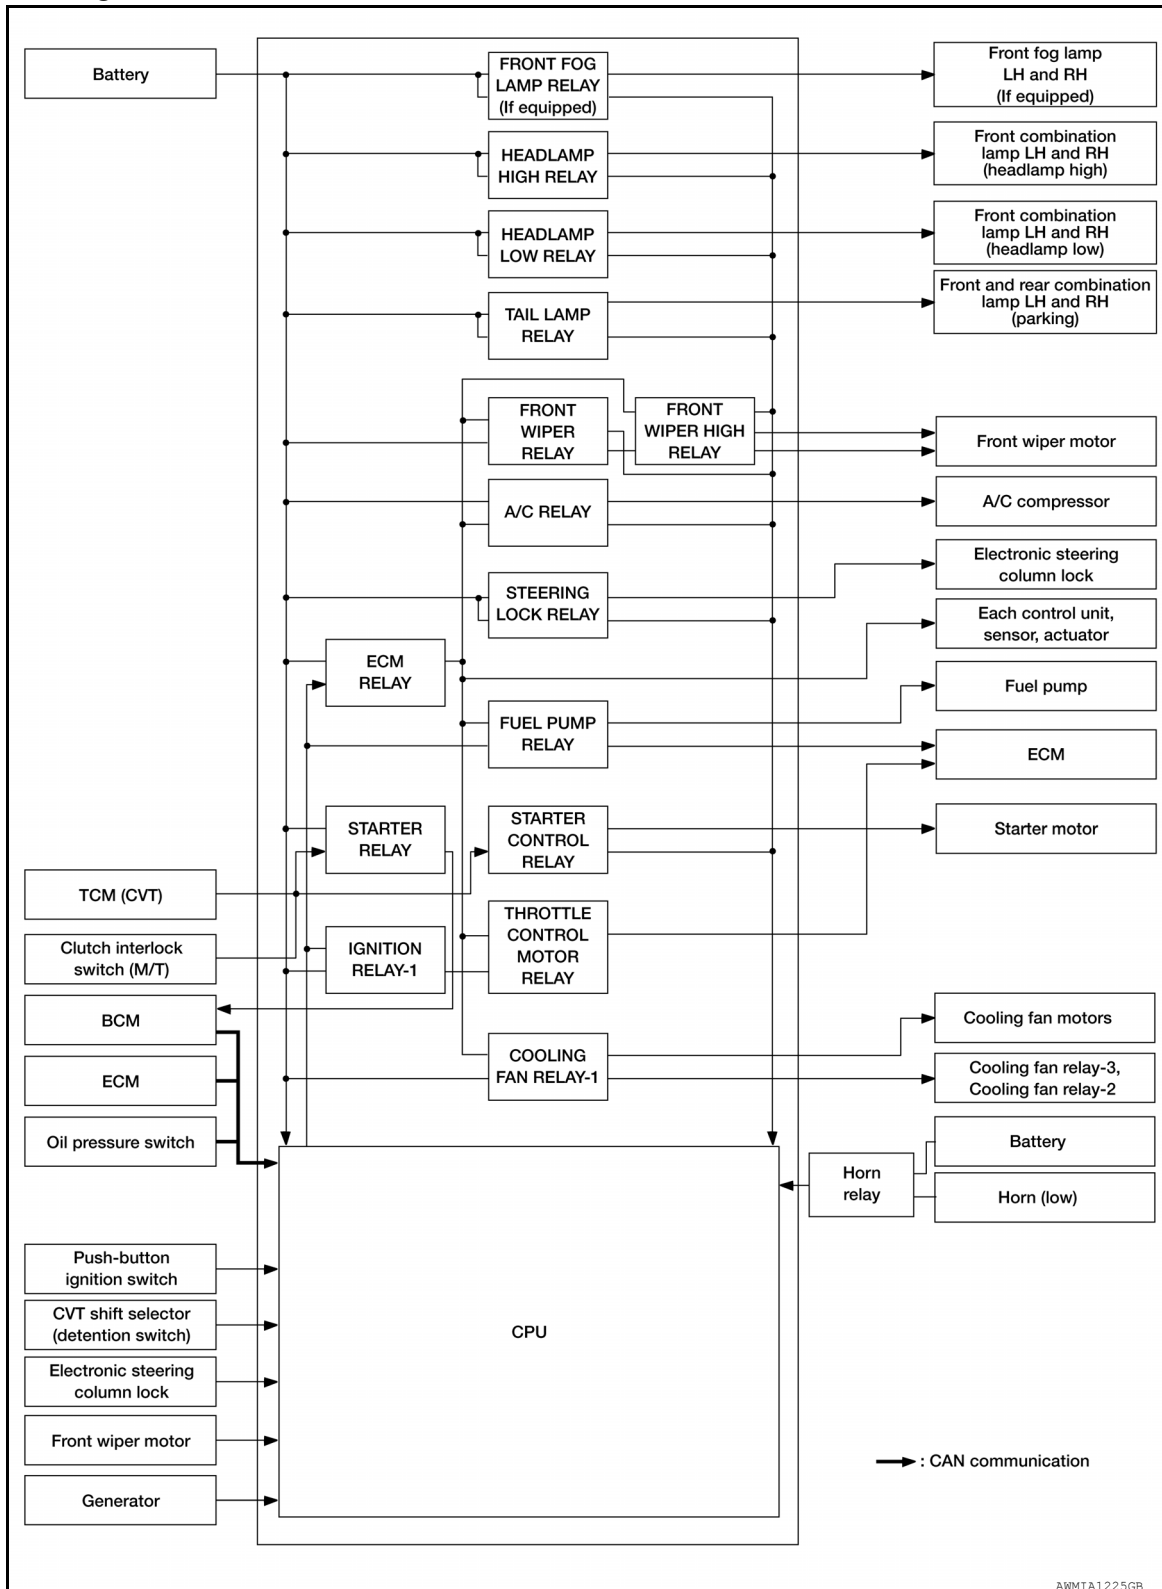 Battery
FRONT FOG
LAMP RELAY
(If equipped)
Front fog lamp
LH and RH
(If equipped)
HEADLAMP
HIGH RELAY
Front combination
lamp LH and RH
(headlamp high)
HEADLAMP
LOW RELAY
Front combination
lamp LH and RH
(headlamp low)
TAIL LAMP
RELAY
Front and rear combination
lamp LH and RH
(parking)
FRONT
WIPER
RELAY
FRONT
WIPER HIGH
RELAY
Front wiper motor
A/C RELAY
A/C compressor
STEERING
LOCK RELAY
Electronic steering
column lock
ECM
RELAY
Each control unit,
sensor, actuator
FUEL PUMP
RELAY
Fuel pump
ECM
STARTER
RELAY
STARTER
CONTROL
RELAY
Starter motor
TCM (CVT)
Clutch interlock
switch (M/T)
IGNITION
RELAY-1
THROTTLE
CONTROL
MOTOR
RELAY
BCM
ECM
Oil pressure switch
COOLING
FAN RELAY-1
Cooling fan motors
Cooling fan relay-3,
Cooling fan relay-2
Horn
relay
Battery
Horn (low)
Push-button
ignition switch
CVT shift selector
(detention switch)
Electronic steering
column lock
Front wiper motor
Generator
CPU
: CAN communication
AWMIA1225GB